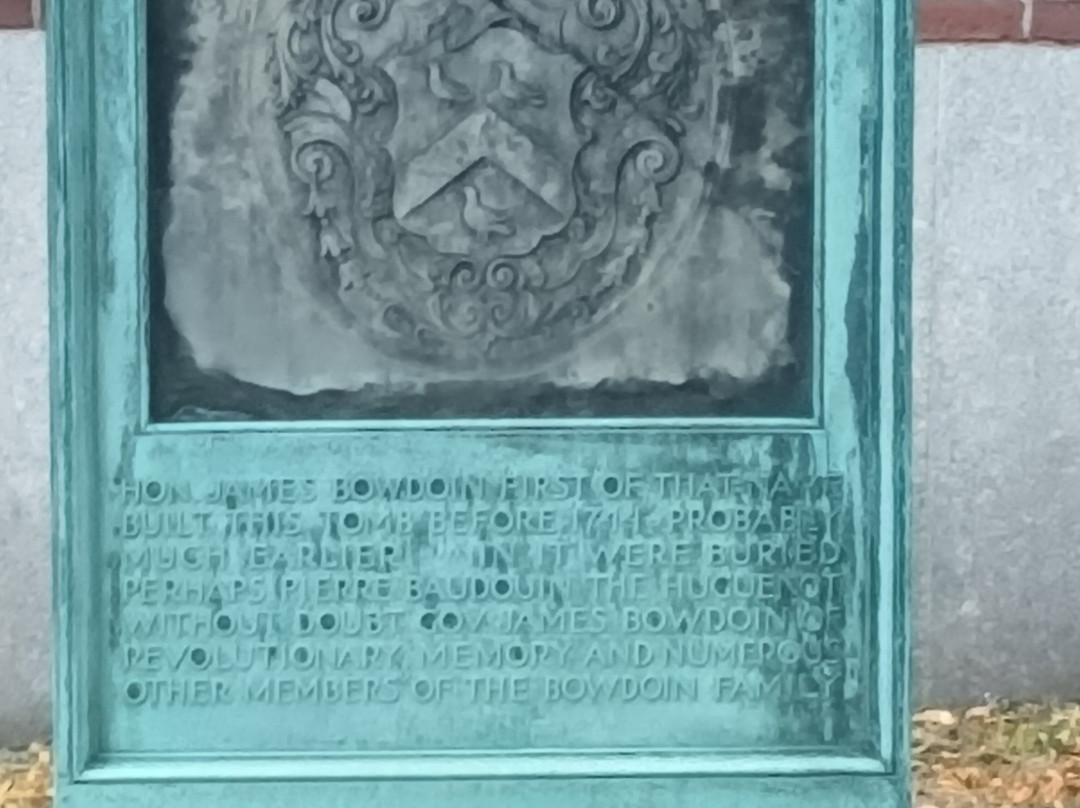 HON. JAMES BOWDOIN FIRST OF THAT NAME
BUILT THIS TOMB BEFORE 1744. PROBABLY
MUCH EARLIER. IN IT WERE BURIED
PERHAPS PIERRE BAUDOUIN THE HUGUENOT
WITHOUT DOUBT GOV. JAMES BOWDOIN OF
REVOLUTIONARY MEMORY AND NUMEROUS
OTHER MEMBERS OF THE BOWDOIN FAMILY